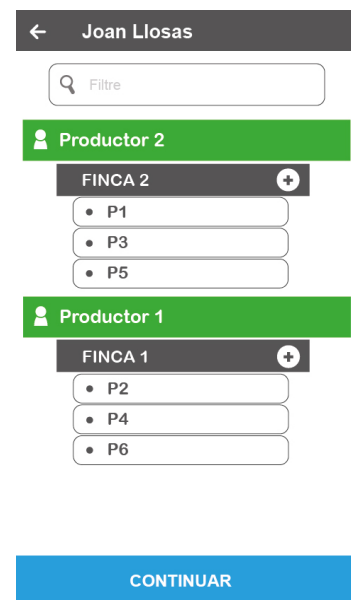 Joan Llosas
Filtre
Productor 2
FINCA 2
P1
P3
P5
Productor 1
FINCA 1
P2
P4
P6
CONTINUAR